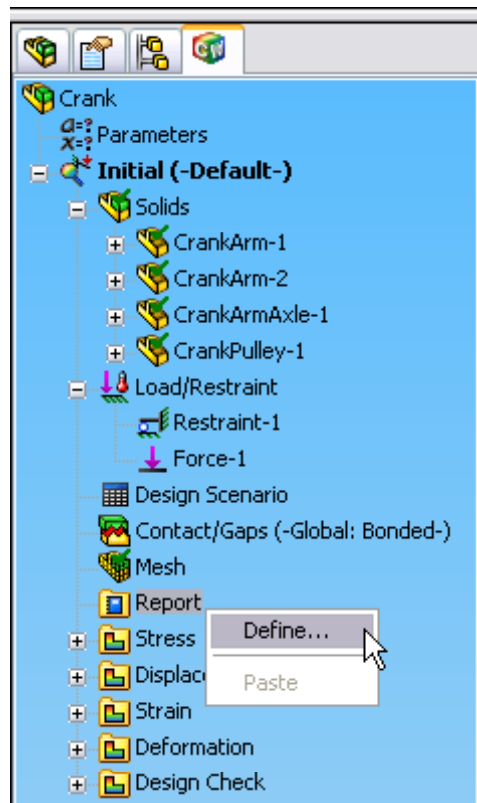 Crank
a=?
x=?
Parameters
Initial (-Default-)
Solids
CrankArm-1
CrankArm-2
CrankArmAxle-1
CrankPulley-1
Load/Restraint
Restraint-1
Force-1
Design Scenario
Contact/Gaps (-Global: Bonded-)
Mesh
Report
Define...
Stress
Displac
Paste
Strain
Deformation
Design Check